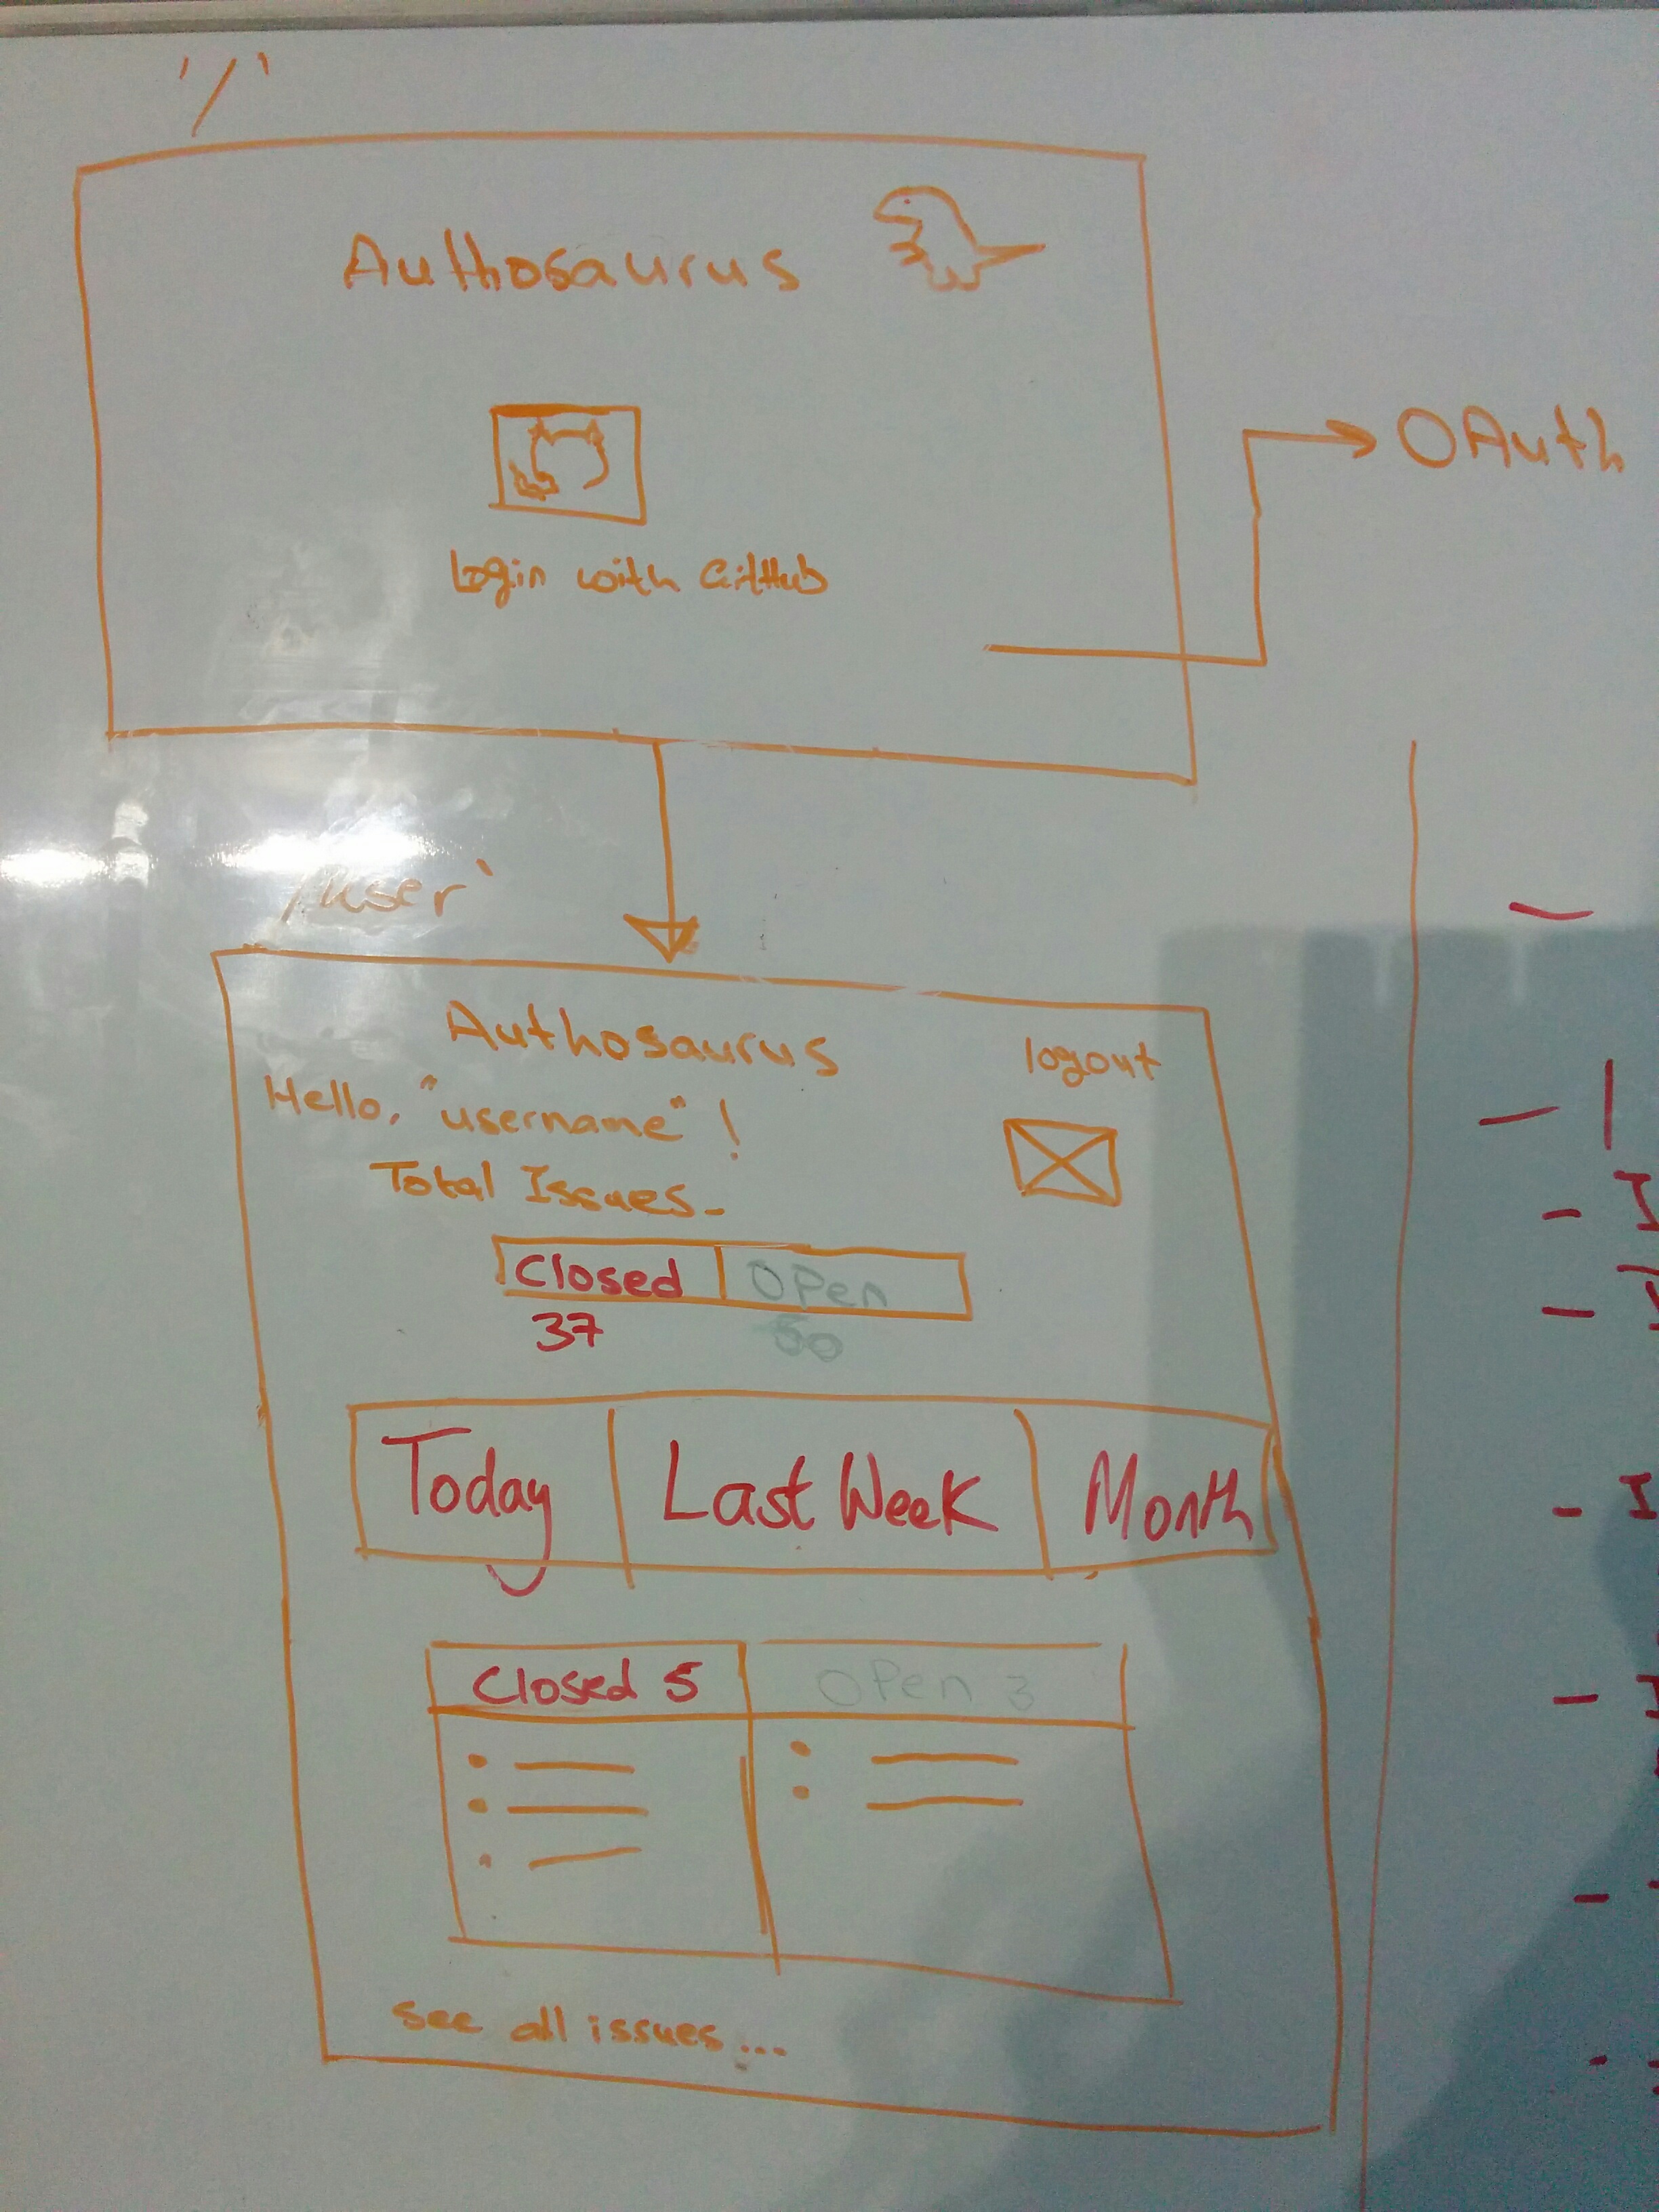 '/'
Authosaurus
OAuth
Login with GitHub
/user'
Authosaurus
logout
Hello, "username" !
Total Issues-
Closed Open
37 50
Today Last Week Month
Closed 5 Open 3
see all issues...